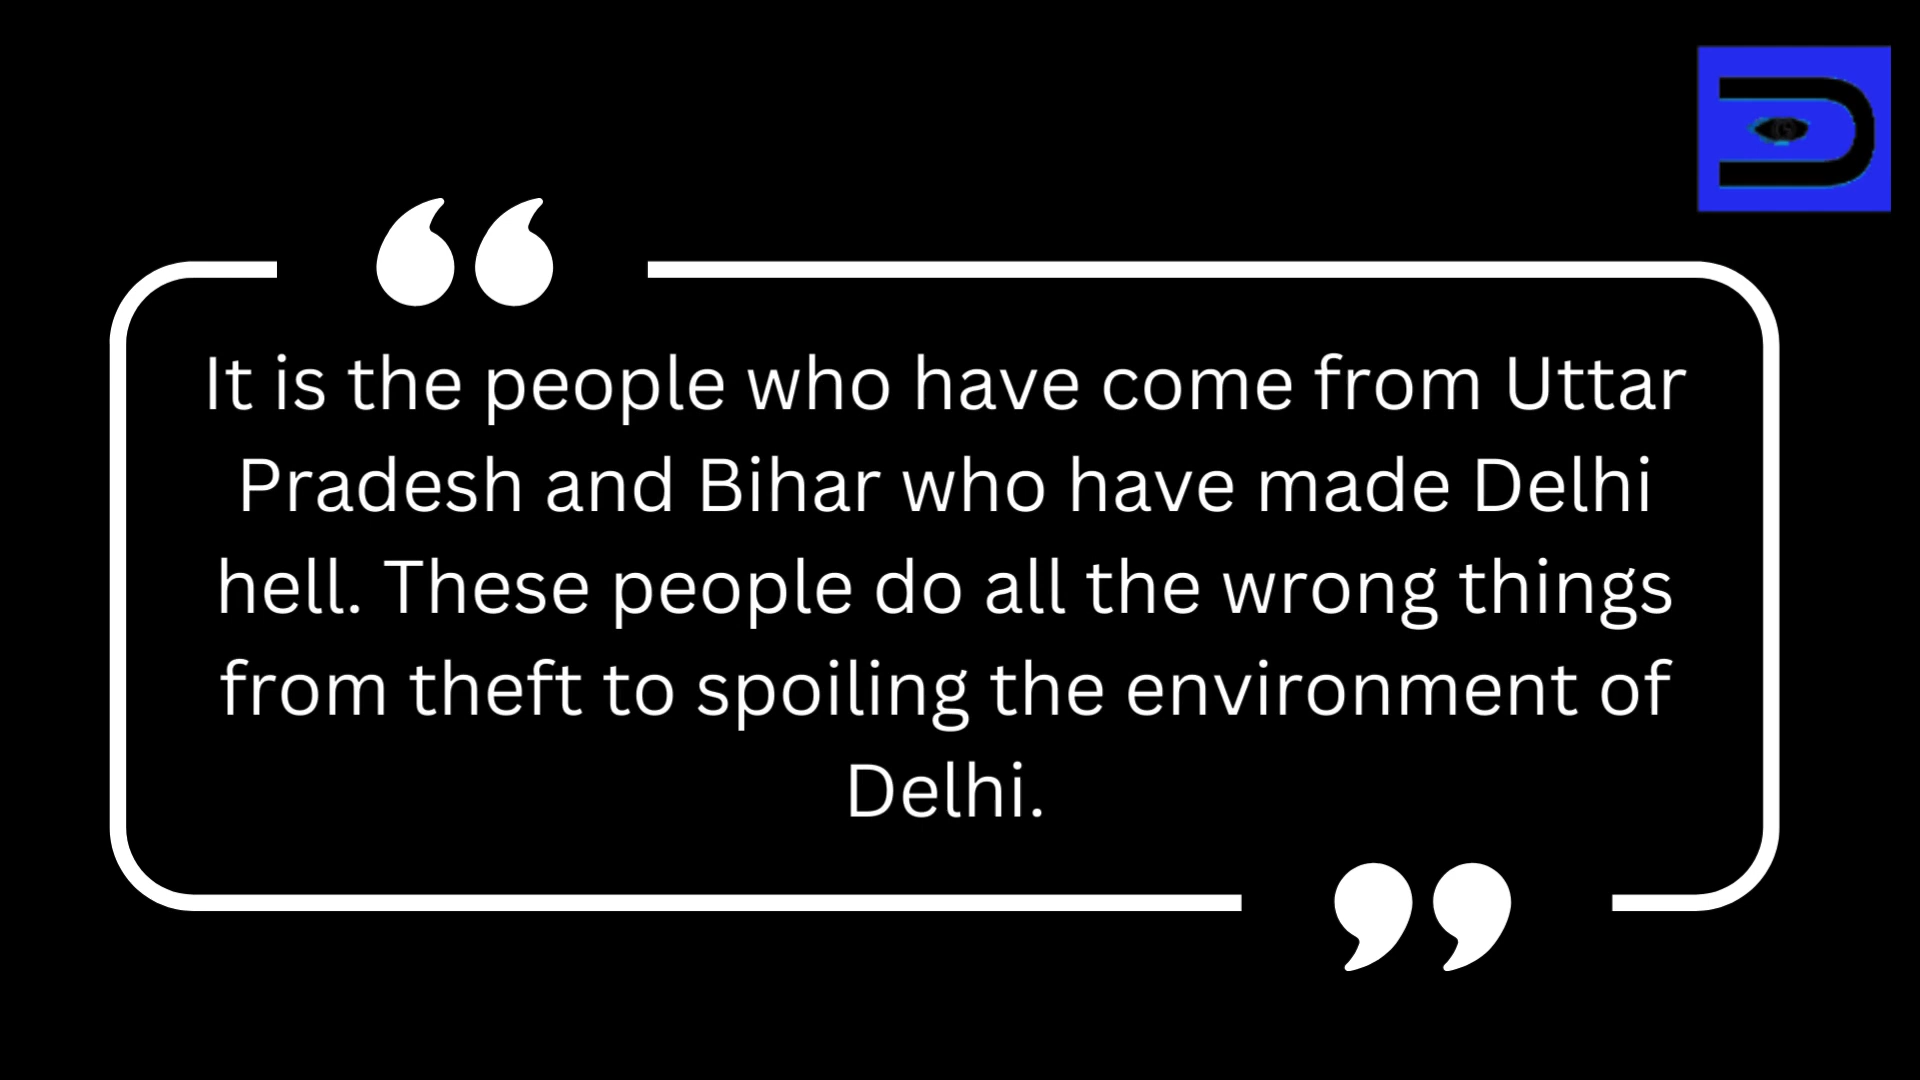 It is the people who have come from Uttar
Pradesh and Bihar who have made Delhi
hell. These people do all the wrong things
from theft to spoiling the environment of
Delhi.